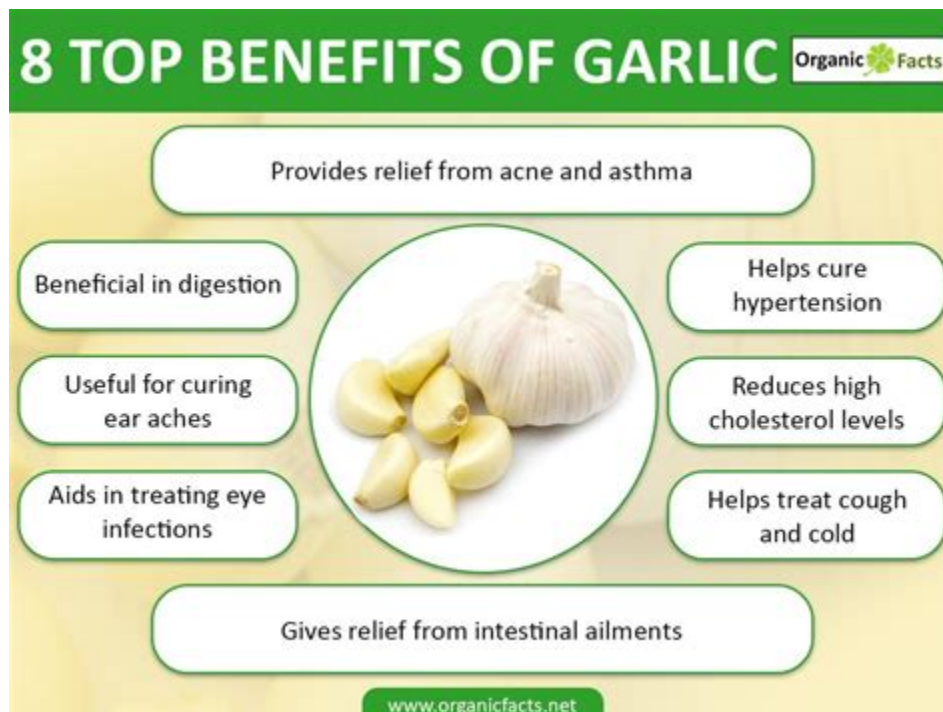 8 TOP BENEFITS OF GARLIC
Organic Facts
Provides relief from acne and asthma
Beneficial in digestion
Helps cure
hypertension
Useful for curing
ear aches
Reduces high
cholesterol levels
Aids in treating eye
infections
Helps treat cough
and cold
Gives relief from intestinal ailments
www.organicfacts.net